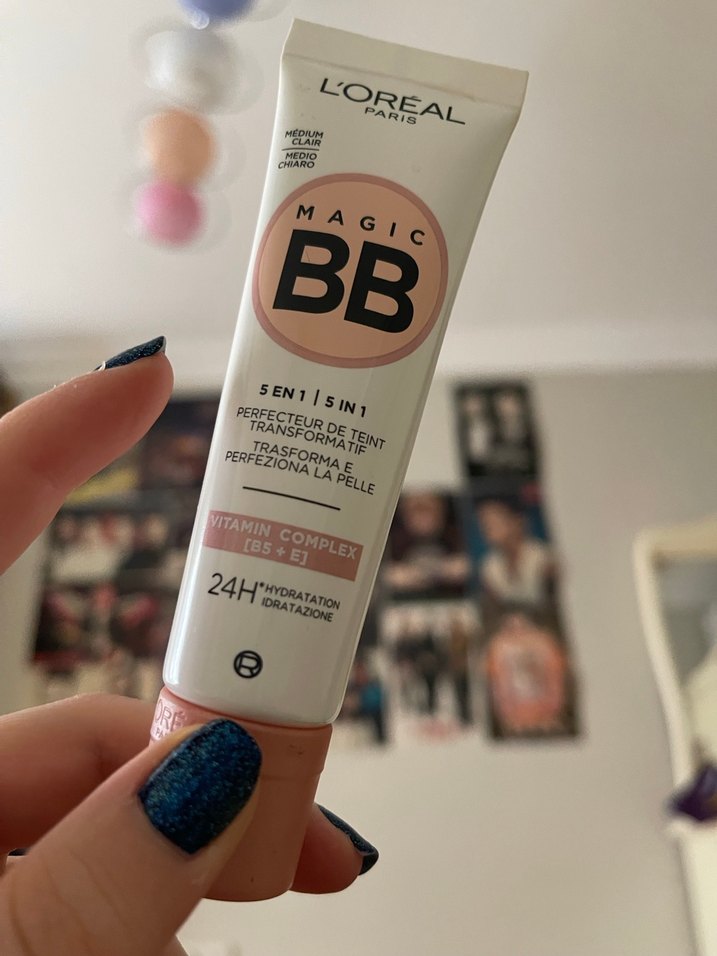 L'ORÉAL
PARIS
MÉDIUM
CLAIR
MEDIO
CHIARO
MAGIC
BB
5 EN 1 | 5 IN 1
PERFECTEUR DE TEINT
TRANSFORMATIF
TRASFORMA E
PERFEZIONA LA PELLE
VITAMIN COMPLEX
[B5 + E]
24H*HYDRATATION
IDRATAZIONE